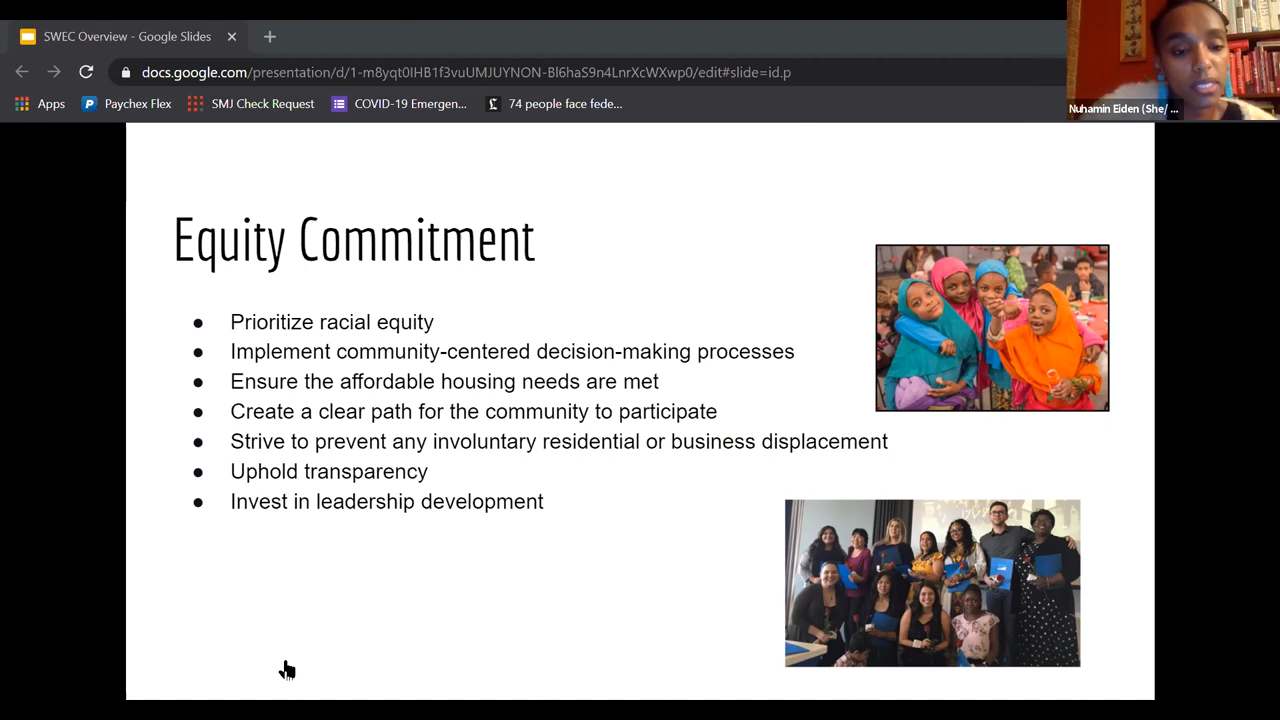 SWEC Overview - Google Slides
docs.google.com/presentation/d/1-m8yqt0lHB1f3vuUMJUYNON-Bl6haS9n4LnrXcWXwp0/edit#slide=id.p
Apps Paychex Flex SMJ Check Request COVID-19 Emergen... 74 people face fede...
Nuhamin Eiden (She/ ...
Equity Commitment
● Prioritize racial equity
● Implement community-centered decision-making processes
● Ensure the affordable housing needs are met
● Create a clear path for the community to participate
● Strive to prevent any involuntary residential or business displacement
● Uphold transparency
● Invest in leadership development